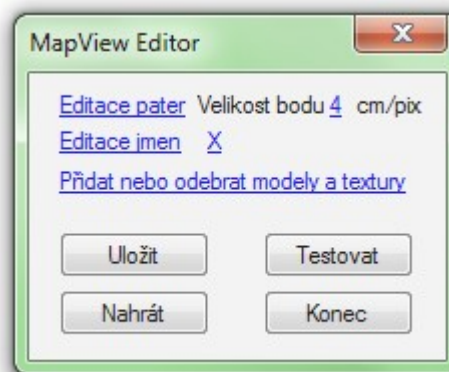 MapView Editor
Editace pater Velikost bodu 4 cm/pix
Editace jmen X
Přidat nebo odebrat modely a textury
Uložit Testovat
Nahrát Konec